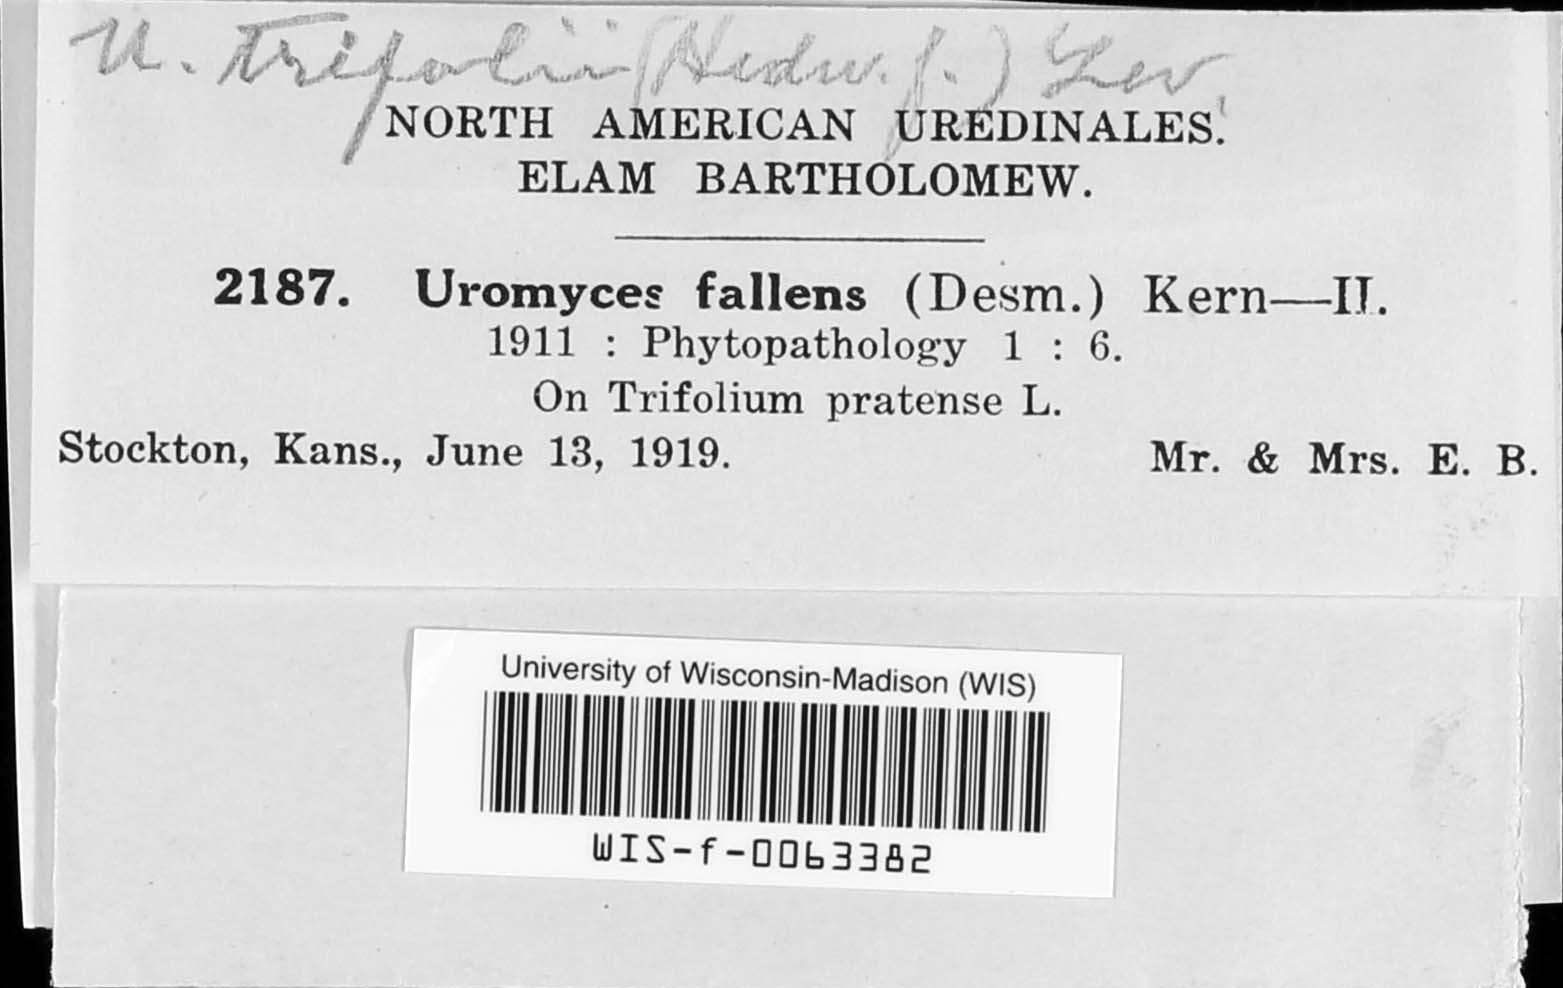 U. trifolii (Hedw. f.) Lev.
NORTH AMERICAN UREDINALES.
ELAM BARTHOLOMEW.
2187. Uromyces fallens (Desm.) Kern—II.
1911 : Phytopathology 1 : 6.
On Trifolium pratense L.
Stockton, Kans., June 13, 1919. Mr. & Mrs. E. B.
University of Wisconsin-Madison (WIS)
WIS-f-0063382